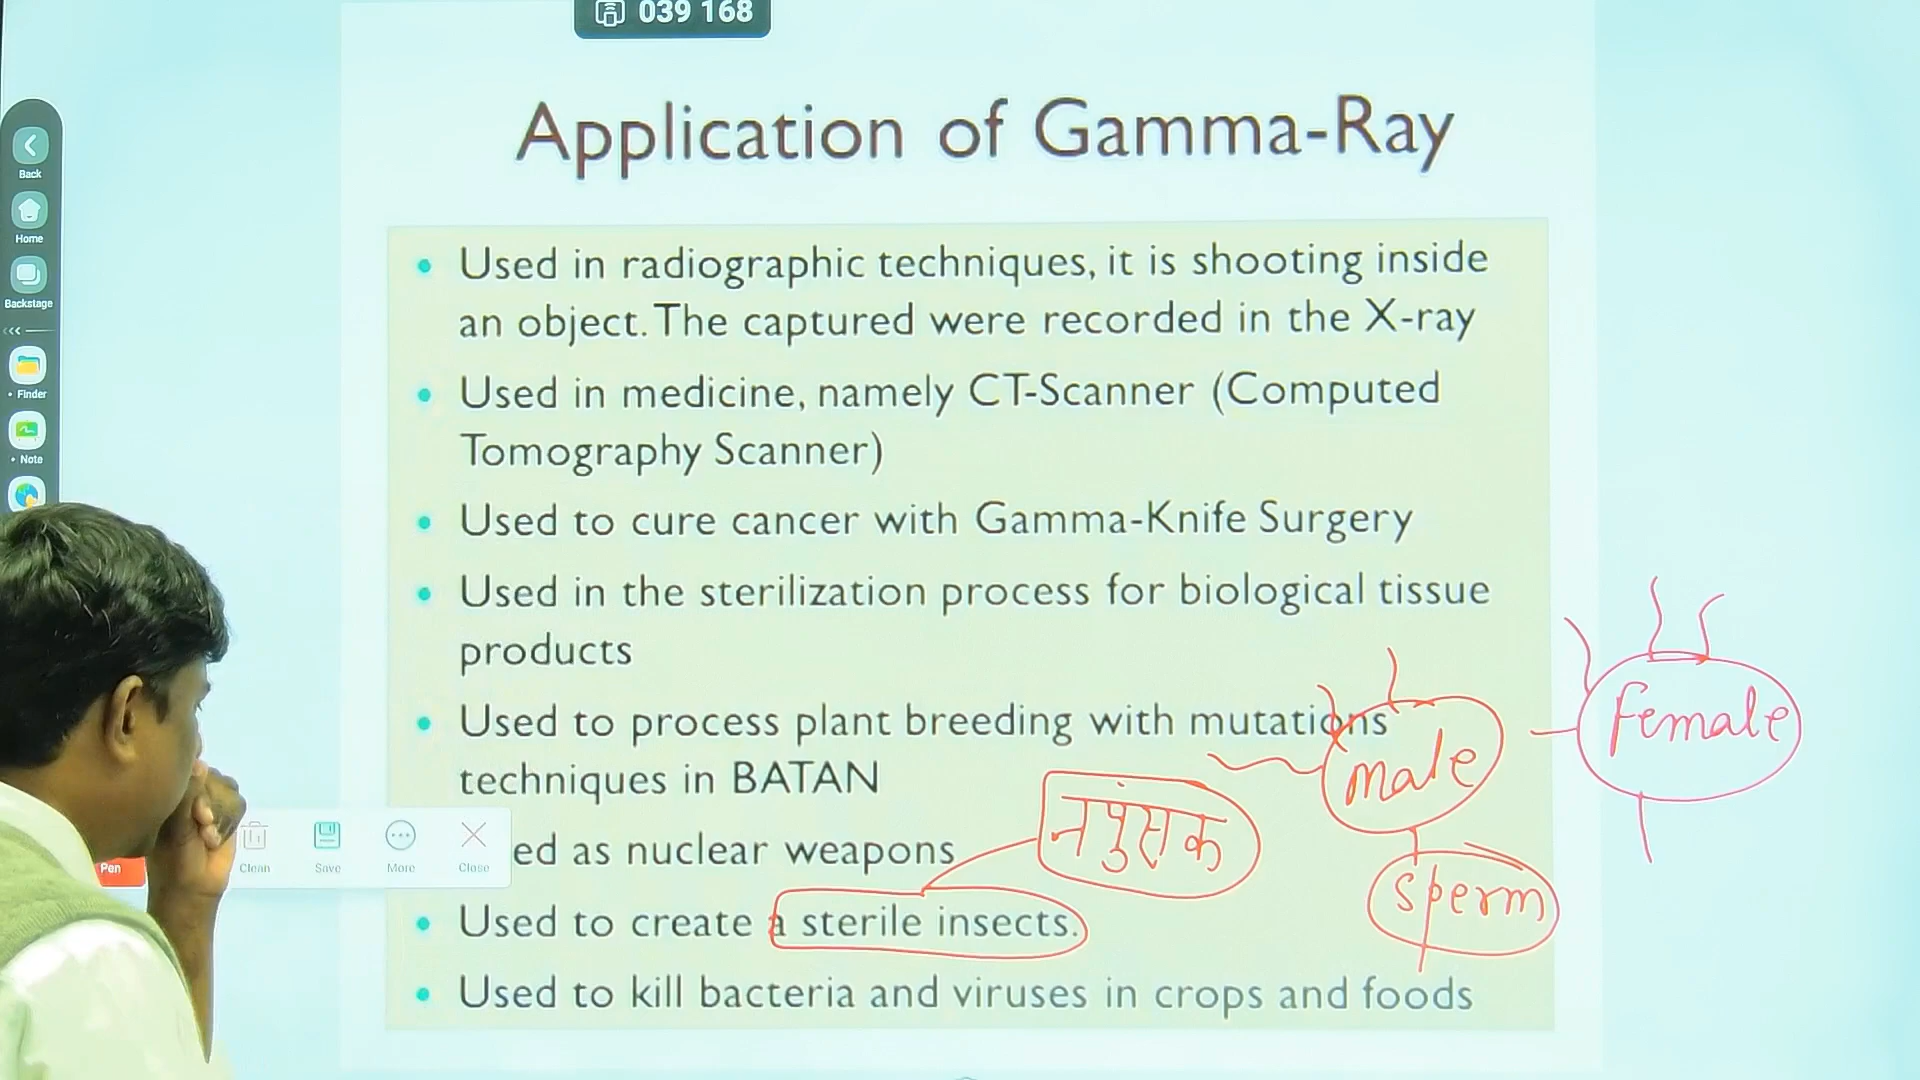 039 168
Application of Gamma-Ray
Back
Home
Backstage
Finder
Note
• Used in radiographic techniques, it is shooting inside
an object. The captured were recorded in the X-ray
• Used in medicine, namely CT-Scanner (Computed
Tomography Scanner)
• Used to cure cancer with Gamma-Knife Surgery
• Used in the sterilization process for biological tissue
products
• Used to process plant breeding with mutations
techniques in BATAN
ed as nuclear weapons
• Used to create a sterile insects.
• Used to kill bacteria and viruses in crops and foods
नपुंसक
male
sperm
Female
Pen
Clean
Save
More
Close